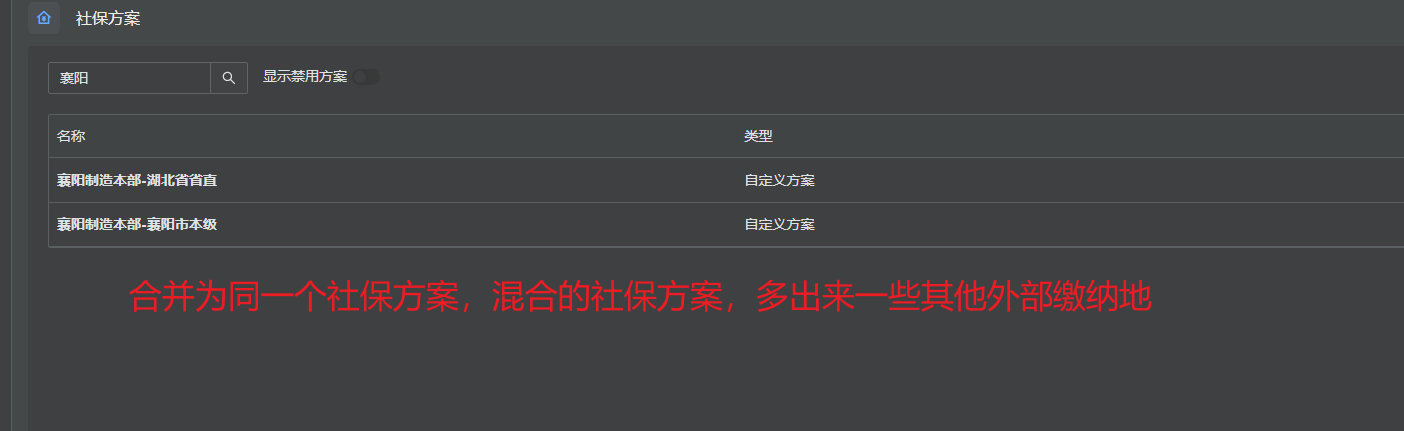 社保方案
襄阳
显示禁用方案
名称 类型
襄阳制造本部-湖北省省直 自定义方案
襄阳制造本部-襄阳市本级 自定义方案
合并为同一个社保方案，混合的社保方案，多出来一些其他外部缴纳地